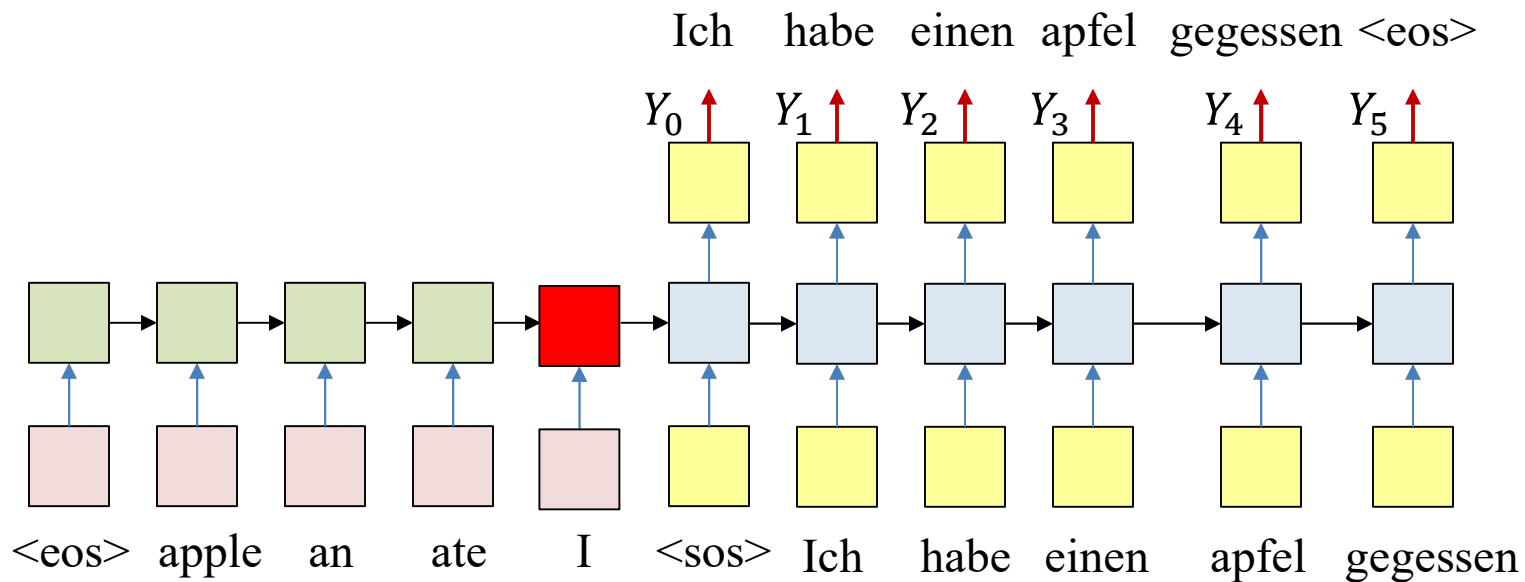 Ich habe einen apfel gegessen <eos>
Y₀ Y₁ Y₂ Y₃ Y₄ Y₅
<eos> apple an ate I <sos> Ich habe einen apfel gegessen